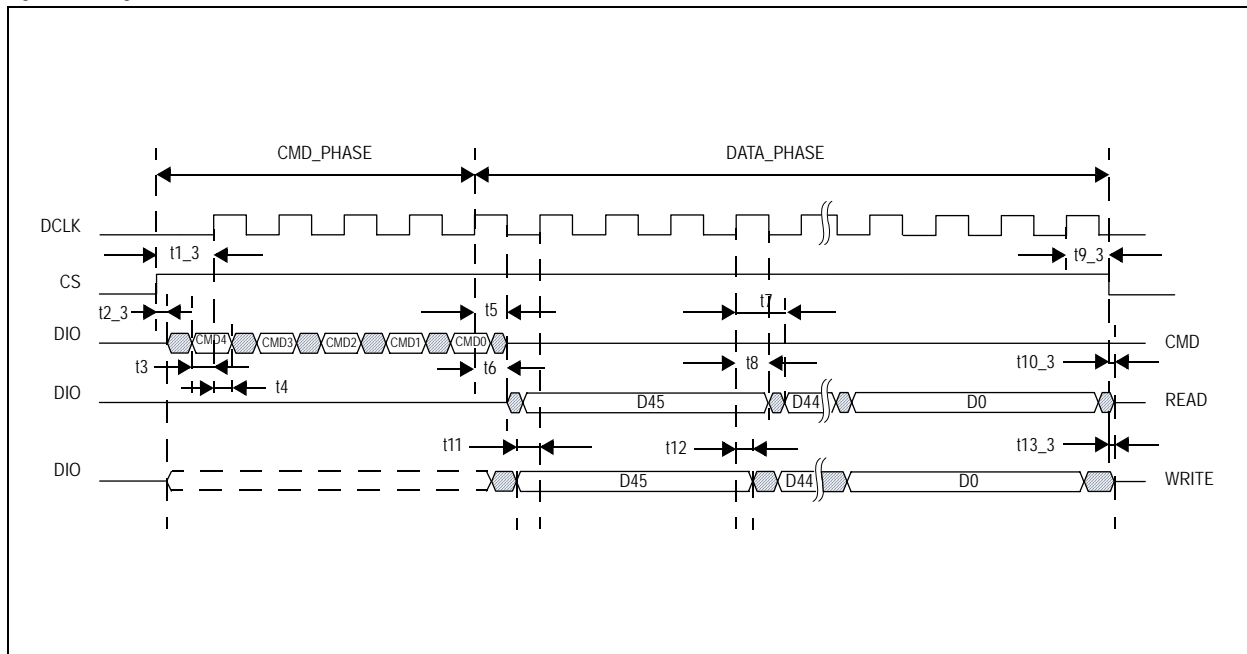 CMD_PHASE DATA_PHASE
DCLK
t1_3 t9_3
CS
t2_3 t5 t7
DIO CMD4 CMD3 CMD2 CMD1 CMD0 CMD
t3 t4 t6 t8 t10_3
DIO D45 D44 D0 READ
t11 t12 t13_3
DIO D45 D44 D0 WRITE